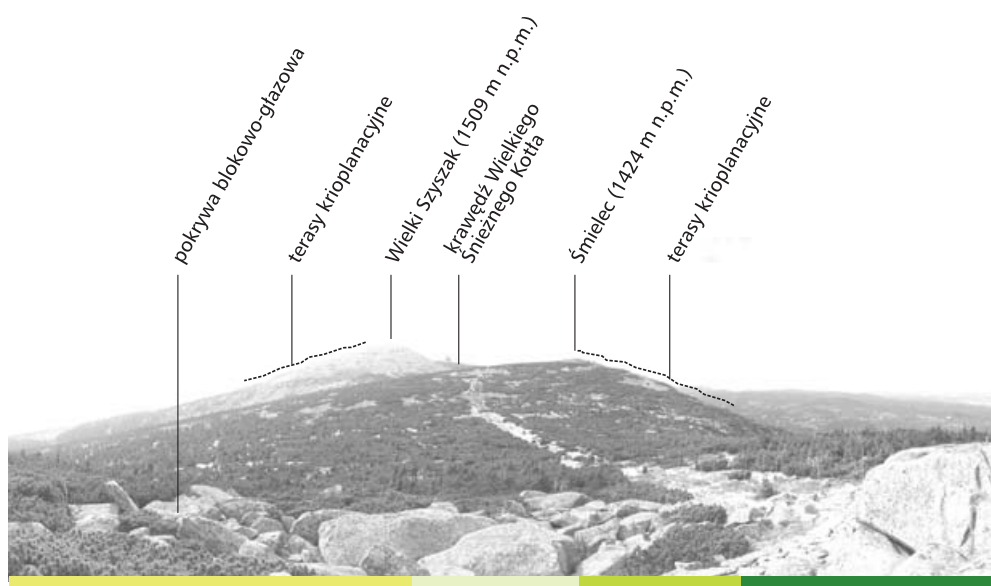 pokrywa blokowo-głazowa
terasy krioplanacyjne
Wielki Szyszak (1509 m n.p.m.)
krawędź Wielkiego
Śnieżnego Kotła
Śmielec (1424 m n.p.m.)
terasy krioplanacyjne